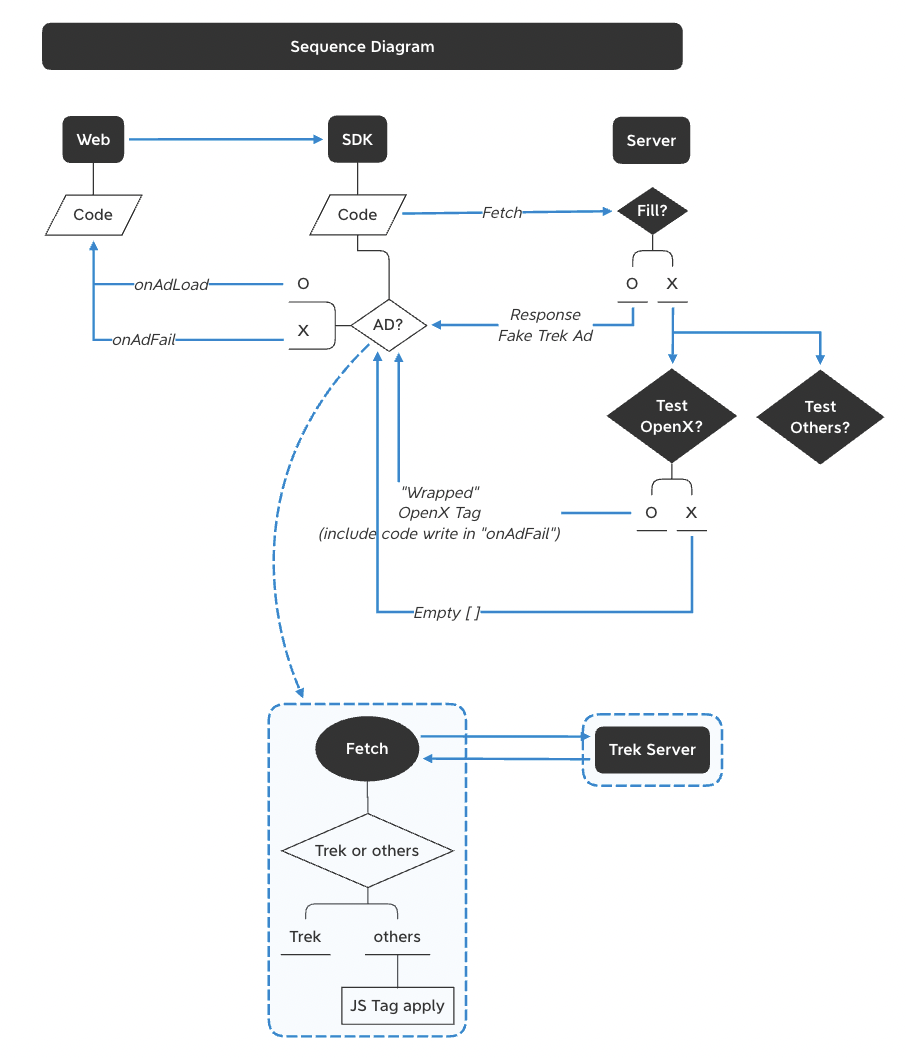 Sequence Diagram
Web
SDK
Server
Code
Code
Fetch
Fill?
onAdLoad
O
O
X
X
onAdFail
AD?
Response
Fake Trek Ad
Test
OpenX?
Test
Others?
"Wrapped"
OpenX Tag
(include code write in "onAdFail")
O
X
Empty [ ]
Fetch
Trek Server
Trek or others
Trek
others
JS Tag apply